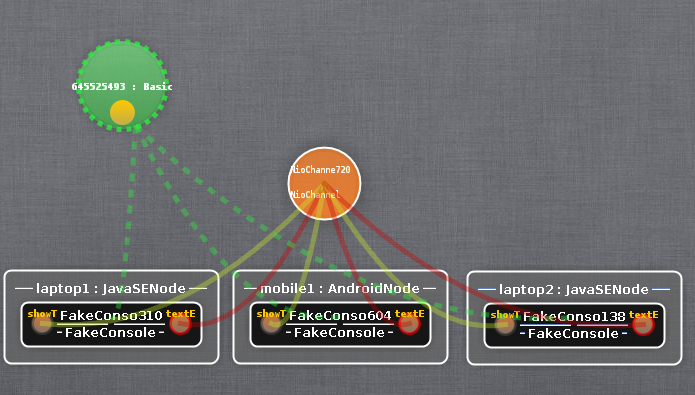 645525493 : Basic
NioChanne720
NioChannel
laptop1 : JavaSENode
showT FakeConso310 textE
FakeConsole
mobile1 : AndroidNode
showT FakeConso604 textE
FakeConsole
laptop2 : JavaSENode
showT FakeConso138 textE
FakeConsole